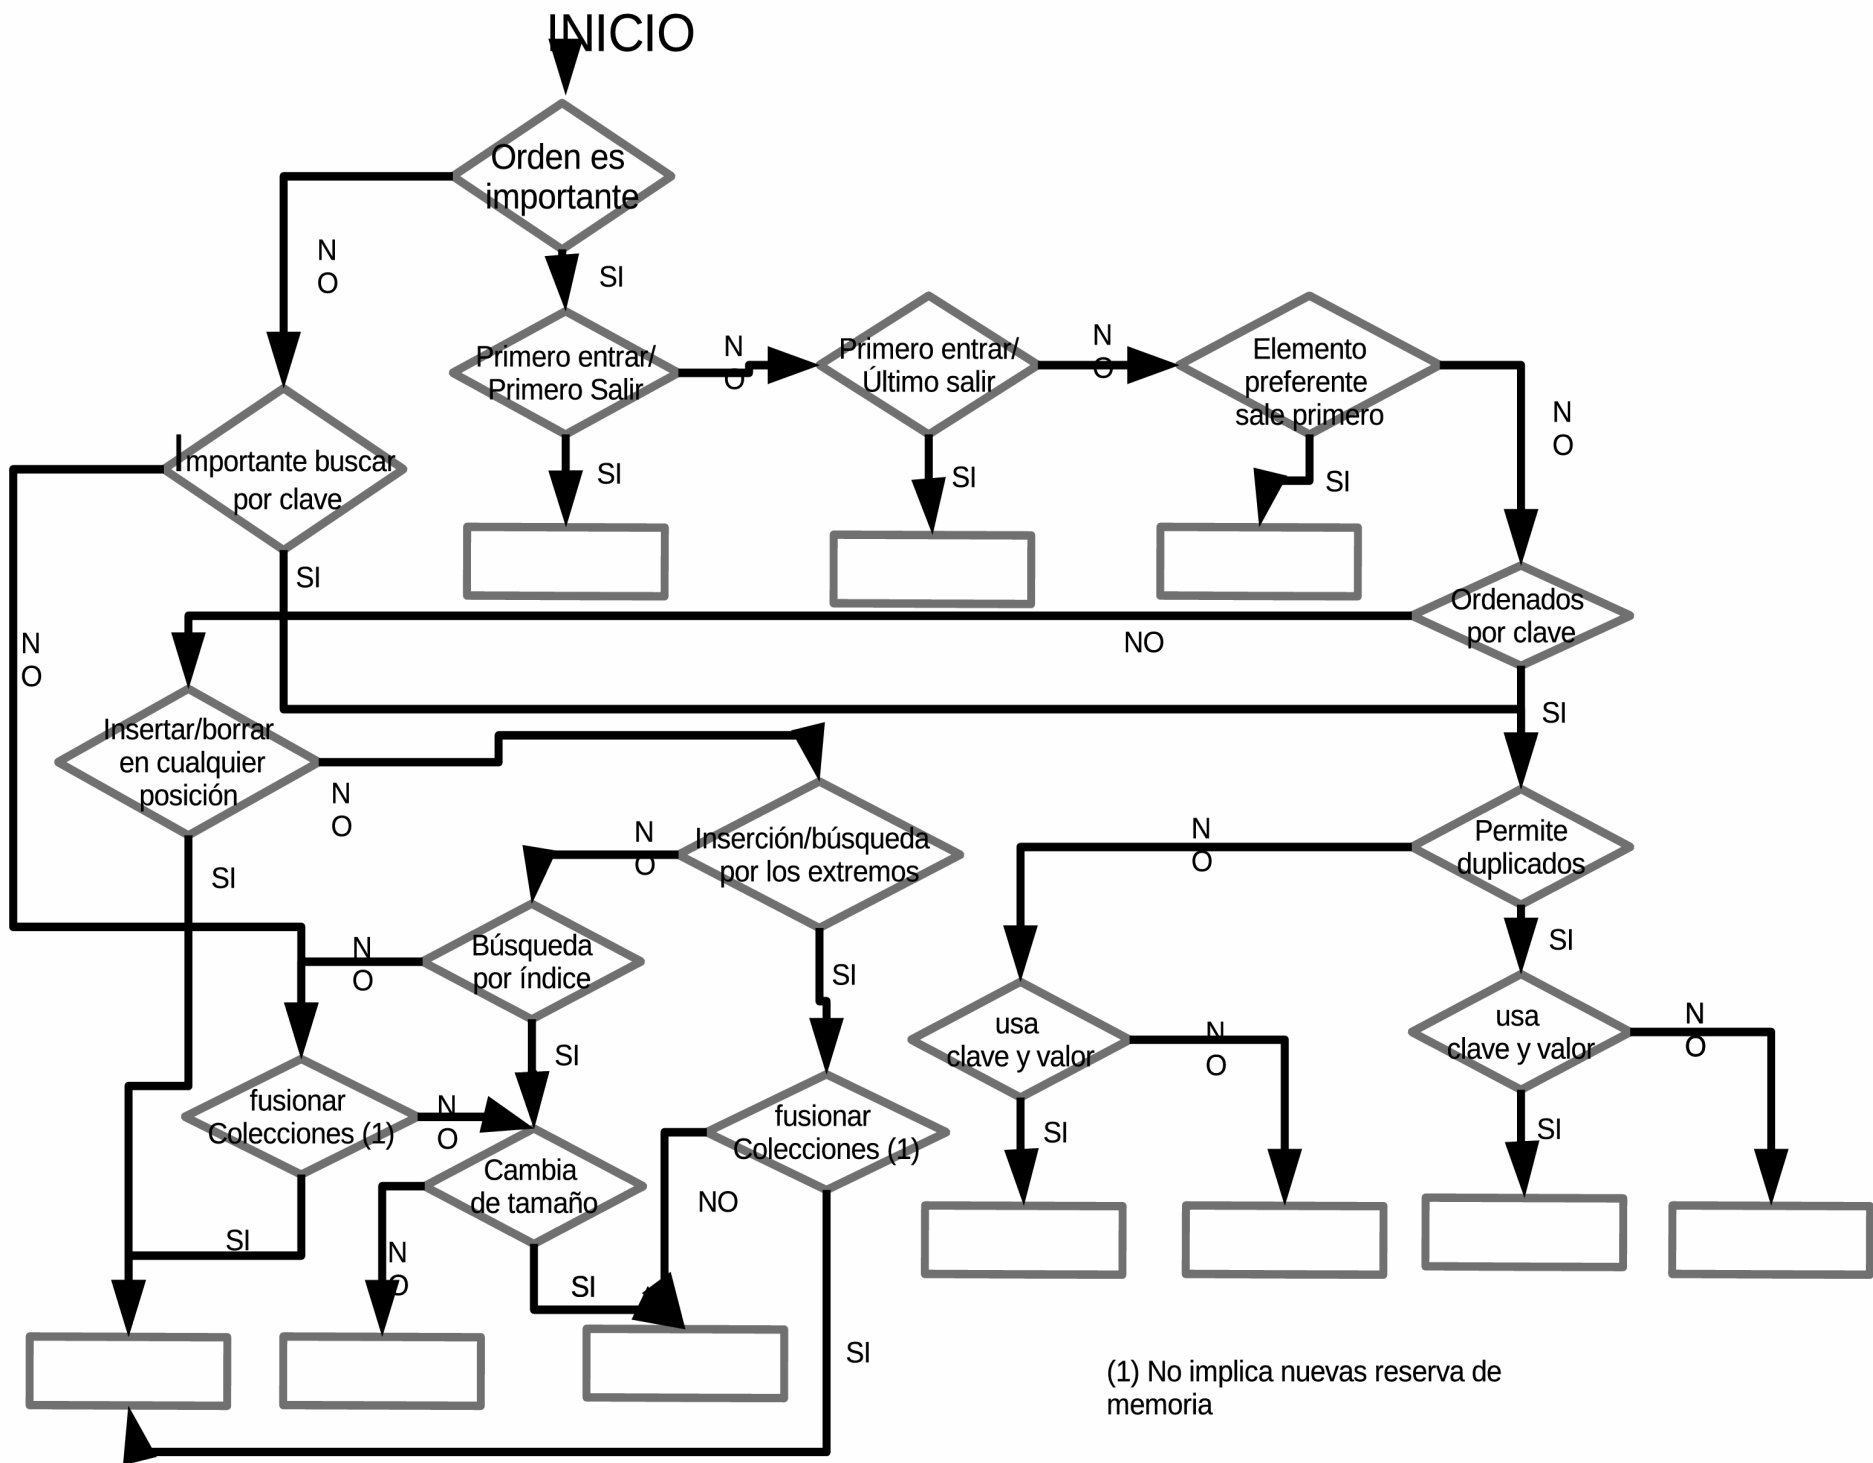 INICIO
Orden es
importante
N
O
SI
Primero entrar/
Primero Salir
N
O
Primero entrar/
Último salir
N
O
Elemento
preferente
sale primero
N
O
Importante buscar
por clave
SI
SI
SI
SI
Ordenados
por clave
NO
N
O
SI
Insertar/borrar
en cualquier
posición
N
O
SI
Inserción/búsqueda
por los extremos
N
O
Permite
duplicados
N
O
SI
Búsqueda
por índice
N
O
SI
SI
usa
clave y valor
N
O
usa
clave y valor
N
O
fusionar
Colecciones (1)
N
O
fusionar
Colecciones (1)
SI
SI
Cambia
de tamaño
NO
SI
N
O
SI
SI
(1) No implica nuevas reserva de
memoria